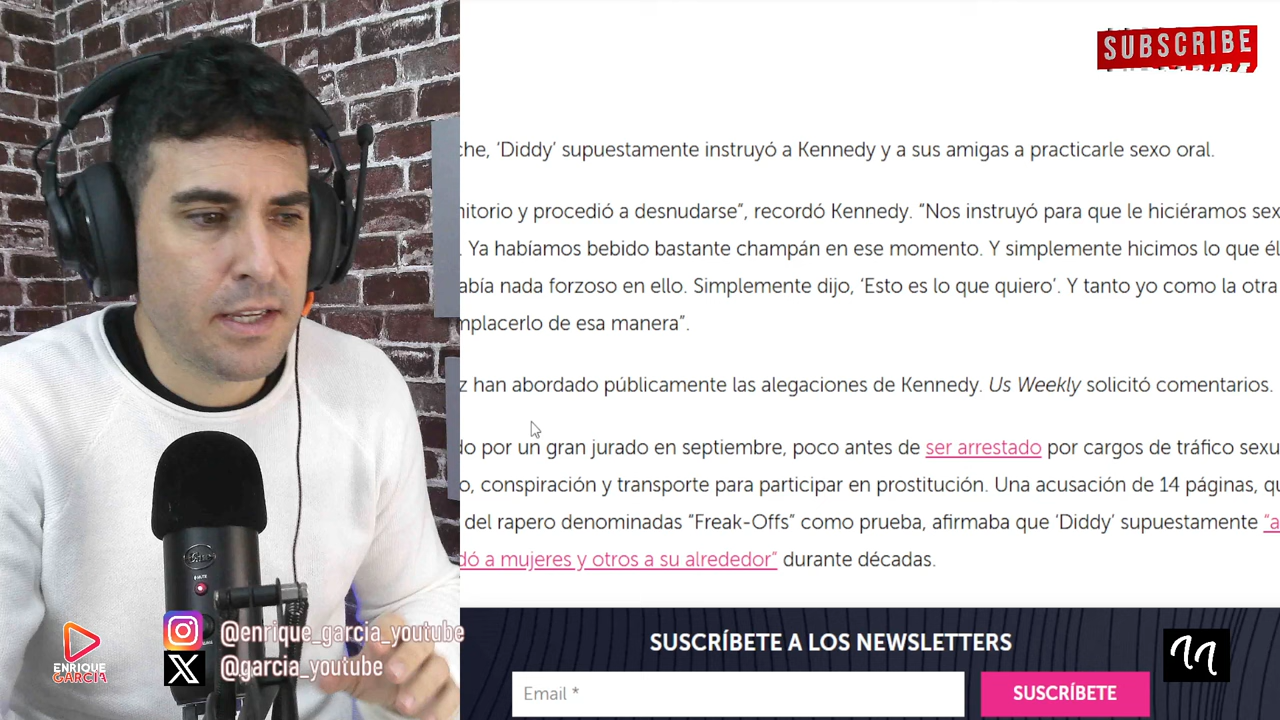 SUBSCRIBE
che, ‘Diddy’ supuestamente instruyó a Kennedy y a sus amigas a practicarle sexo oral.
nitorio y procedió a desnudarse”, recordó Kennedy. “Nos instruyó para que le hiciéramos sex
. Ya habíamos bebido bastante champán en ese momento. Y simplemente hicimos lo que él
abía nada forzoso en ello. Simplemente dijo, ‘Esto es lo que quiero’. Y tanto yo como la otra
mplacerlo de esa manera”.
z han abordado públicamente las alegaciones de Kennedy. Us Weekly solicitó comentarios.
do por un gran jurado en septiembre, poco antes de ser arrestado por cargos de tráfico sexu
o, conspiración y transporte para participar en prostitución. Una acusación de 14 páginas, qu
del rapero denominadas “Freak-Offs” como prueba, afirmaba que ‘Diddy’ supuestamente “a
dó a mujeres y otros a su alrededor” durante décadas.
SUSCRÍBETE A LOS NEWSLETTERS
Email *
SUSCRÍBETE
@enrique_garcia_youtube
@garcia_youtube
ENRIQUE
GARCIA